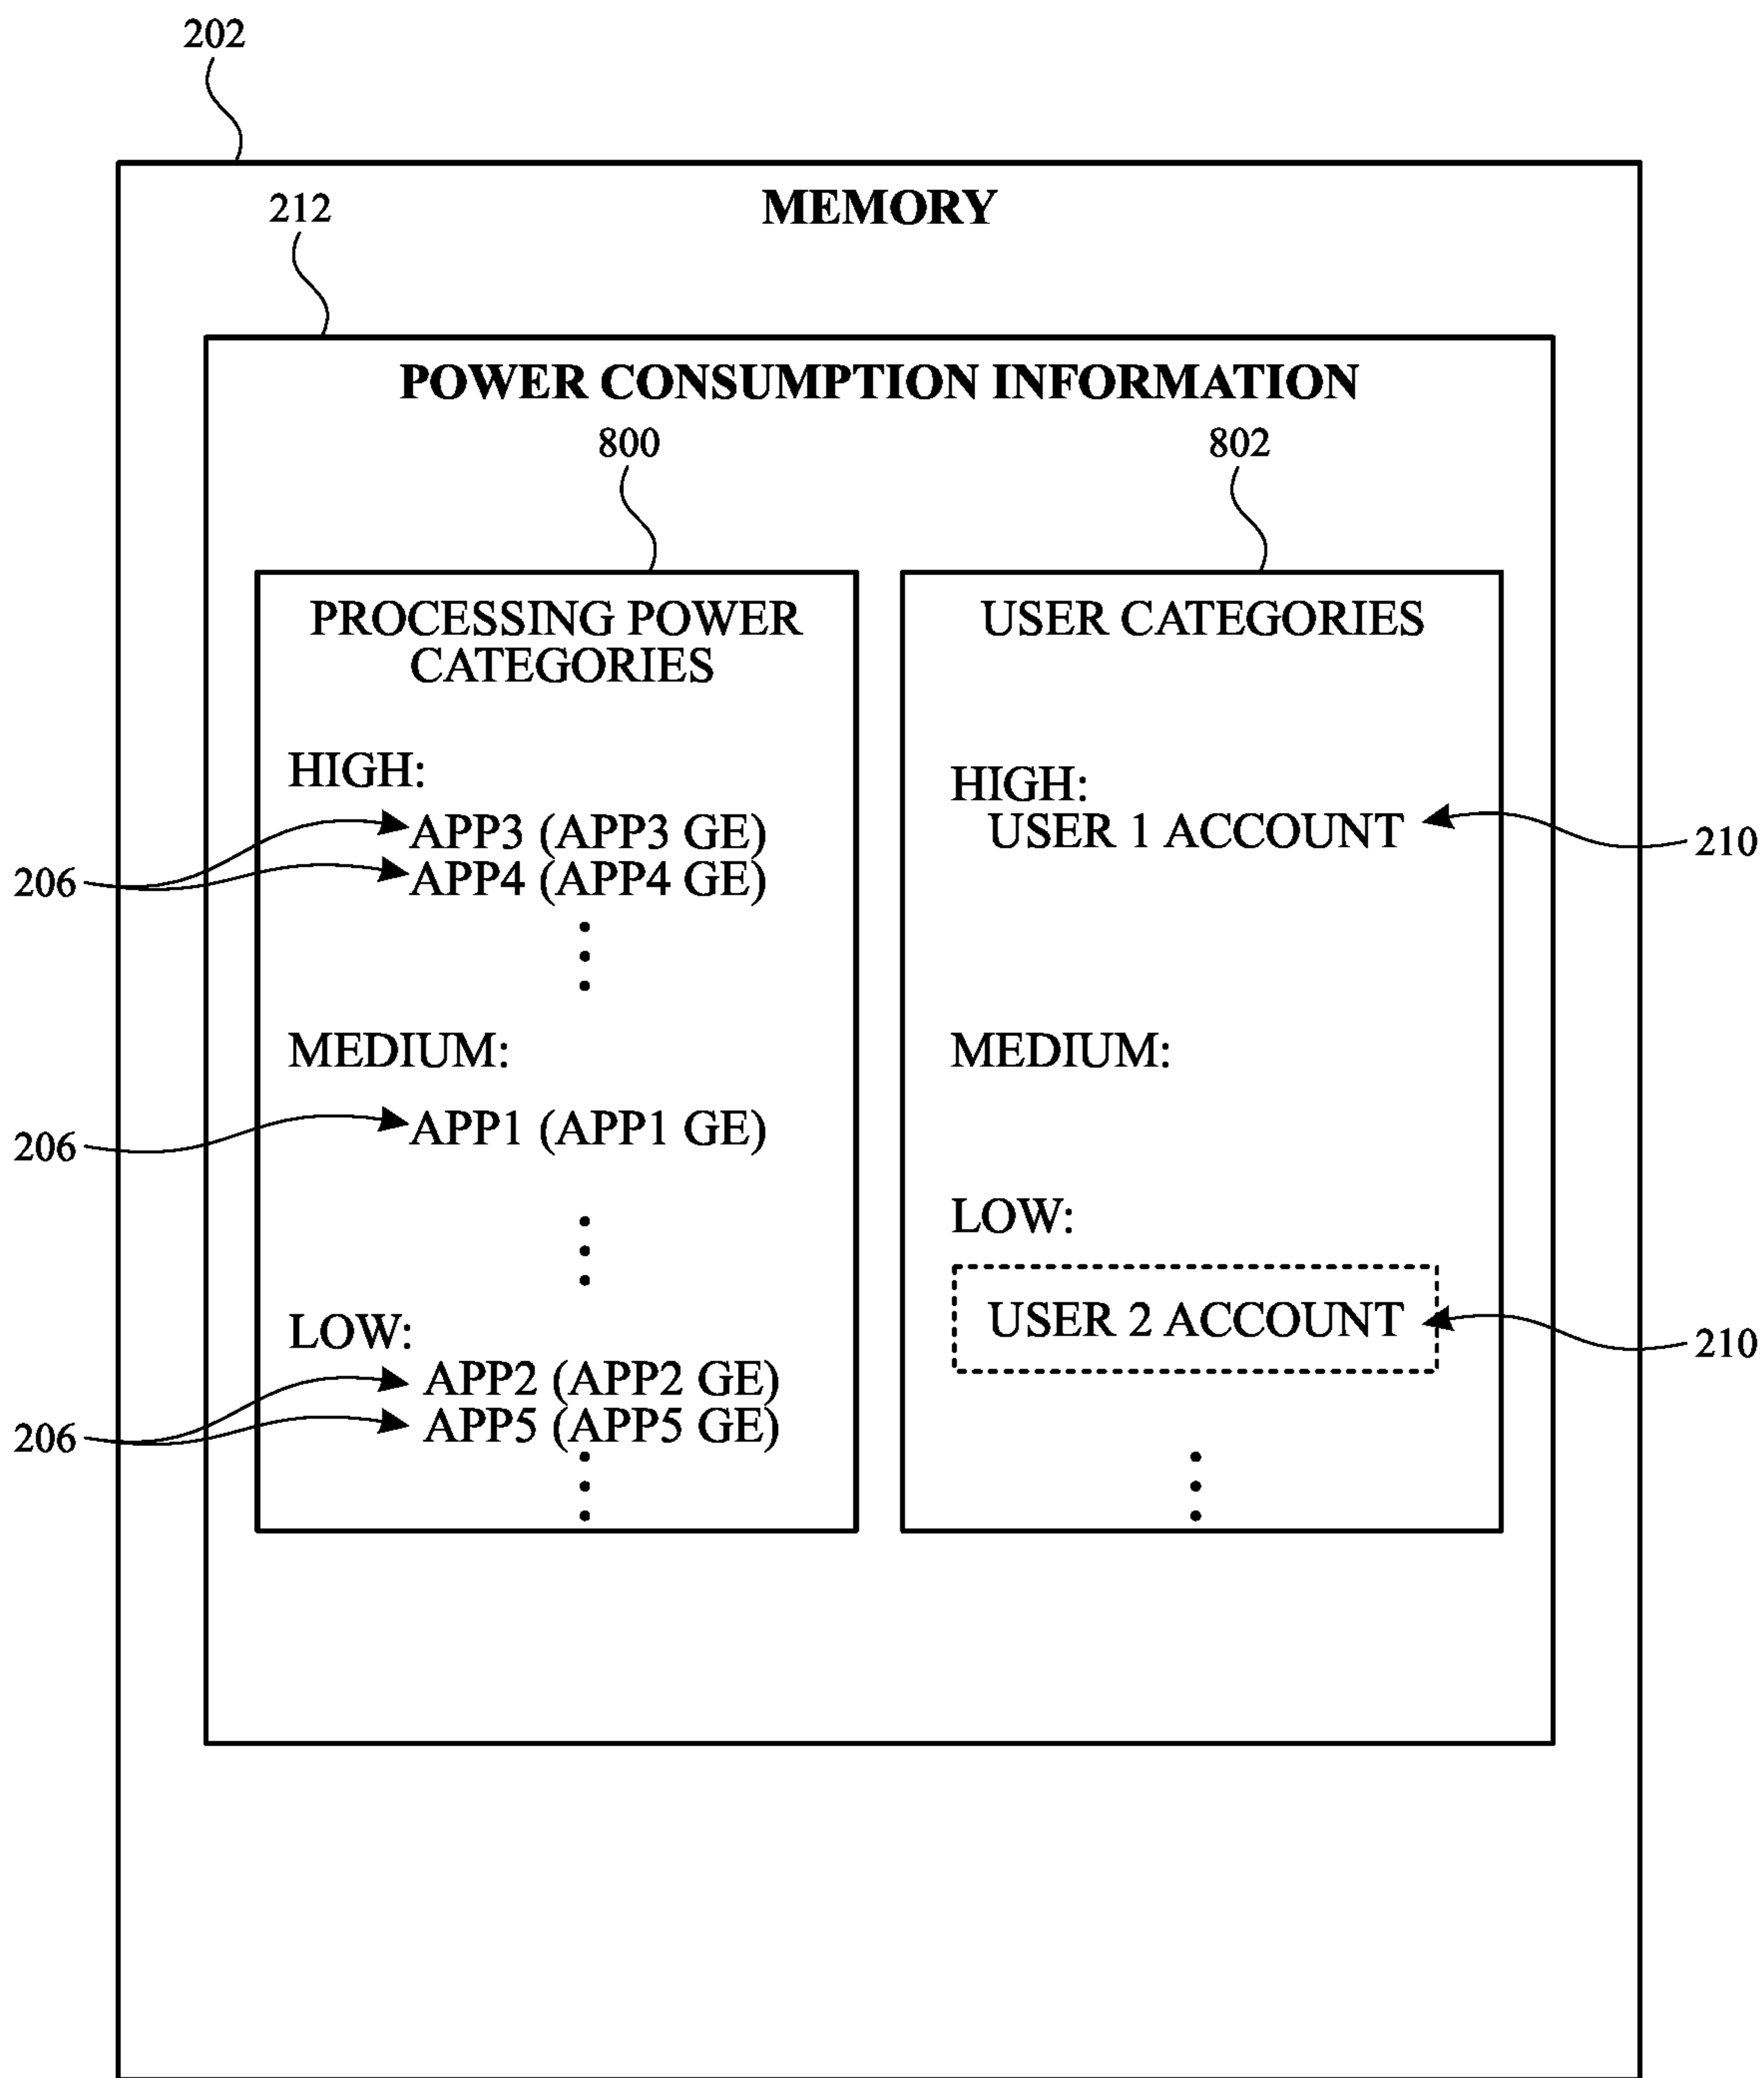 202
MEMORY
212
POWER CONSUMPTION INFORMATION
800
802
PROCESSING POWER
CATEGORIES
HIGH:
APP3 (APP3 GE)
APP4 (APP4 GE)
206
MEDIUM:
APP1 (APP1 GE)
206
LOW:
APP2 (APP2 GE)
APP5 (APP5 GE)
206
USER CATEGORIES
HIGH:
USER 1 ACCOUNT
210
MEDIUM:
LOW:
USER 2 ACCOUNT
210